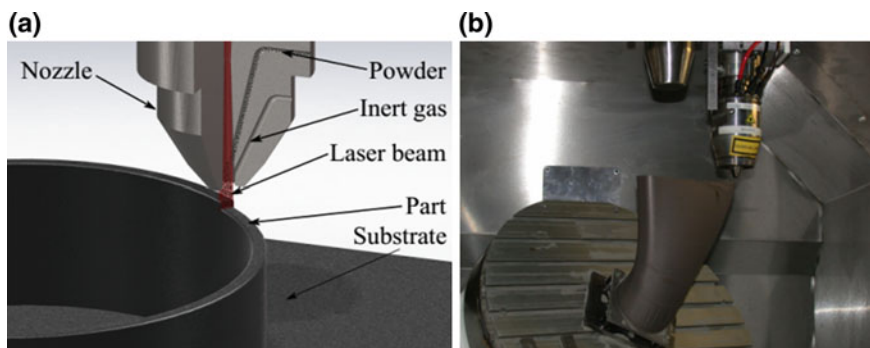 (a)
(b)
Nozzle
Powder
Inert gas
Laser beam
Part
Substrate